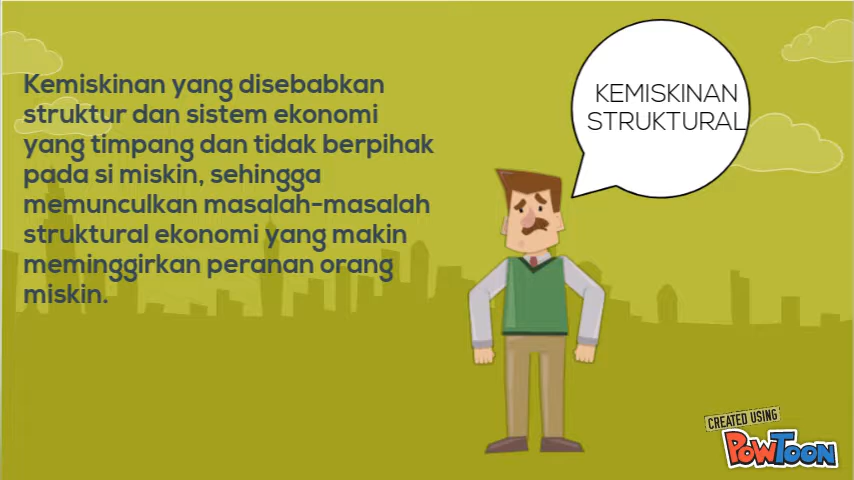 Kemiskinan yang disebabkan
struktur dan sistem ekonomi
yang timpang dan tidak berpihak
pada si miskin, sehingga
memunculkan masalah-masalah
struktural ekonomi yang makin
meminggirkan peranan orang
miskin.
KEMISKINAN
STRUKTURAL
CREATED USING
POWTOON